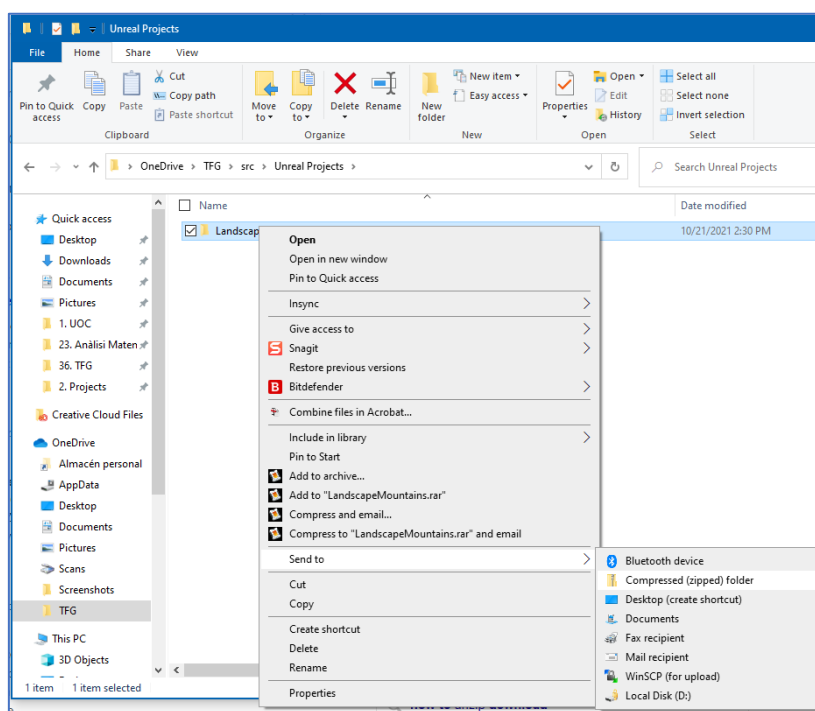 Unreal Projects
File Home Share View
Pin to Quick access
Copy
Paste
Cut
Copy path
Paste shortcut
Clipboard
Move to
Copy to
Delete
Rename
Organize
New folder
New item
Easy access
New
Properties
Open
Edit
History
Open
Select all
Select none
Invert selection
Select
OneDrive > TFG > src > Unreal Projects >
Search Unreal Projects
Name
Date modified
Landscap
10/21/2021 2:30 PM
Quick access
Desktop
Downloads
Documents
Pictures
1. UOC
23. Anàlisi Maten
36. TFG
2. Projects
Creative Cloud Files
OneDrive
Almacén personal
AppData
Desktop
Documents
Pictures
Scans
Screenshots
TFG
This PC
3D Objects
1 item
1 item selected
Open
Open in new window
Pin to Quick access
Insync
Give access to
Snagit
Restore previous versions
B Bitdefender
Combine files in Acrobat...
Include in library
Pin to Start
Add to archive...
Add to "LandscapeMountains.rar"
Compress and email...
Compress to "LandscapeMountains.rar" and email
Send to
Cut
Copy
Create shortcut
Delete
Rename
Properties
Bluetooth device
Compressed (zipped) folder
Desktop (create shortcut)
Documents
Fax recipient
Mail recipient
WinSCP (for upload)
Local Disk (D:)